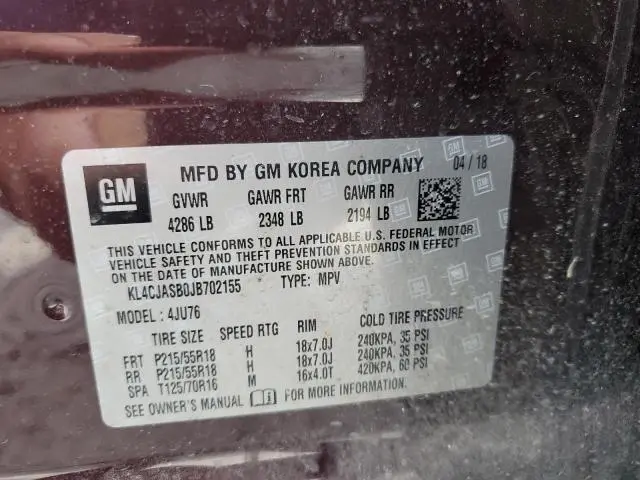 GM
MFD BY GM KOREA COMPANY 04 / 18
GVWR GAWR FRT GAWR RR
4286 LB 2348 LB 2194 LB
THIS VEHICLE CONFORMS TO ALL APPLICABLE U.S. FEDERAL MOTOR
VEHICLE SAFETY AND THEFT PREVENTION STANDARDS IN EFFECT
ON THE DATE OF MANUFACTURE SHOWN ABOVE.
KL4CJASB0JB702155 TYPE: MPV
MODEL : 4JU76
TIRE SIZE SPEED RTG RIM COLD TIRE PRESSURE
FRT P215/55R18 H 18x7.0J 240KPA, 35 PSI
RR P215/55R18 H 18x7.0J 240KPA, 35 PSI
SPA T125/70R16 M 16x4.0T 420KPA, 60 PSI
SEE OWNER'S MANUAL FOR MORE INFORMATION.